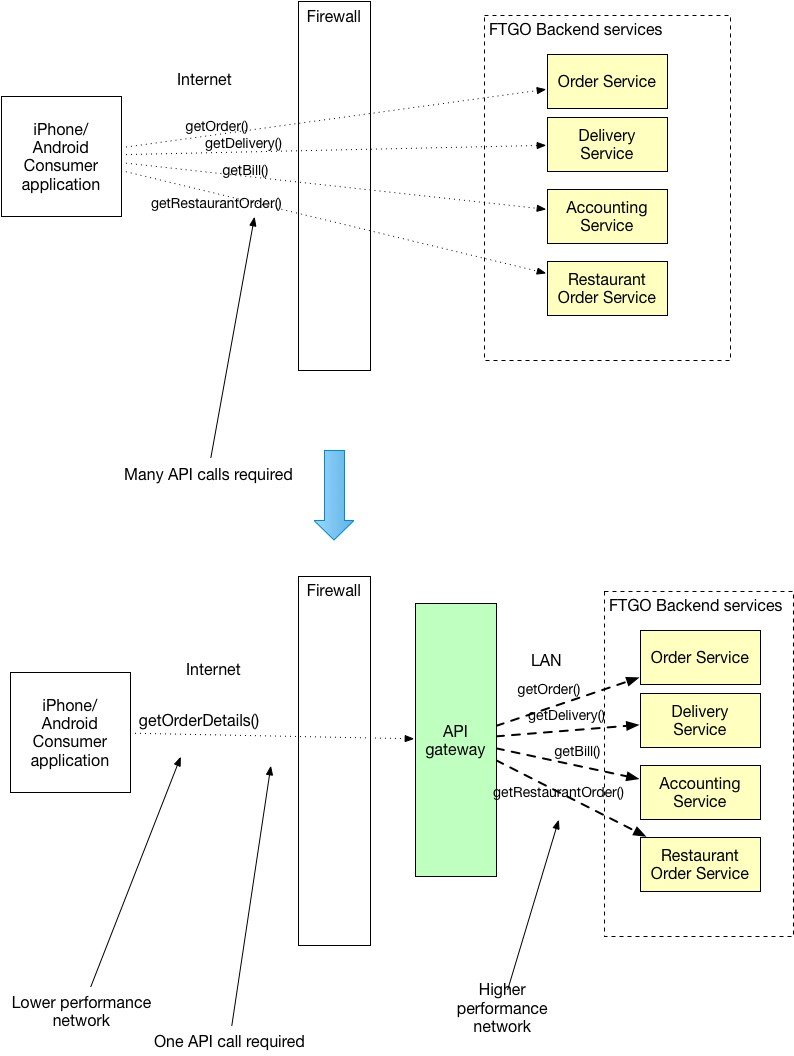 Firewall
FTGO Backend services
Internet
Order Service
iPhone/
Android
Consumer
application
getOrder()
getDelivery()
getBill()
getRestaurantOrder()
Delivery
Service
Accounting
Service
Restaurant
Order Service
Many API calls required
Firewall
FTGO Backend services
Internet
LAN
Order Service
iPhone/
Android
Consumer
application
getOrderDetails()
API
gateway
getOrder()
getDelivery()
getBill()
getRestaurantOrder()
Delivery
Service
Accounting
Service
Restaurant
Order Service
Lower performance
network
One API call required
Higher
performance
network